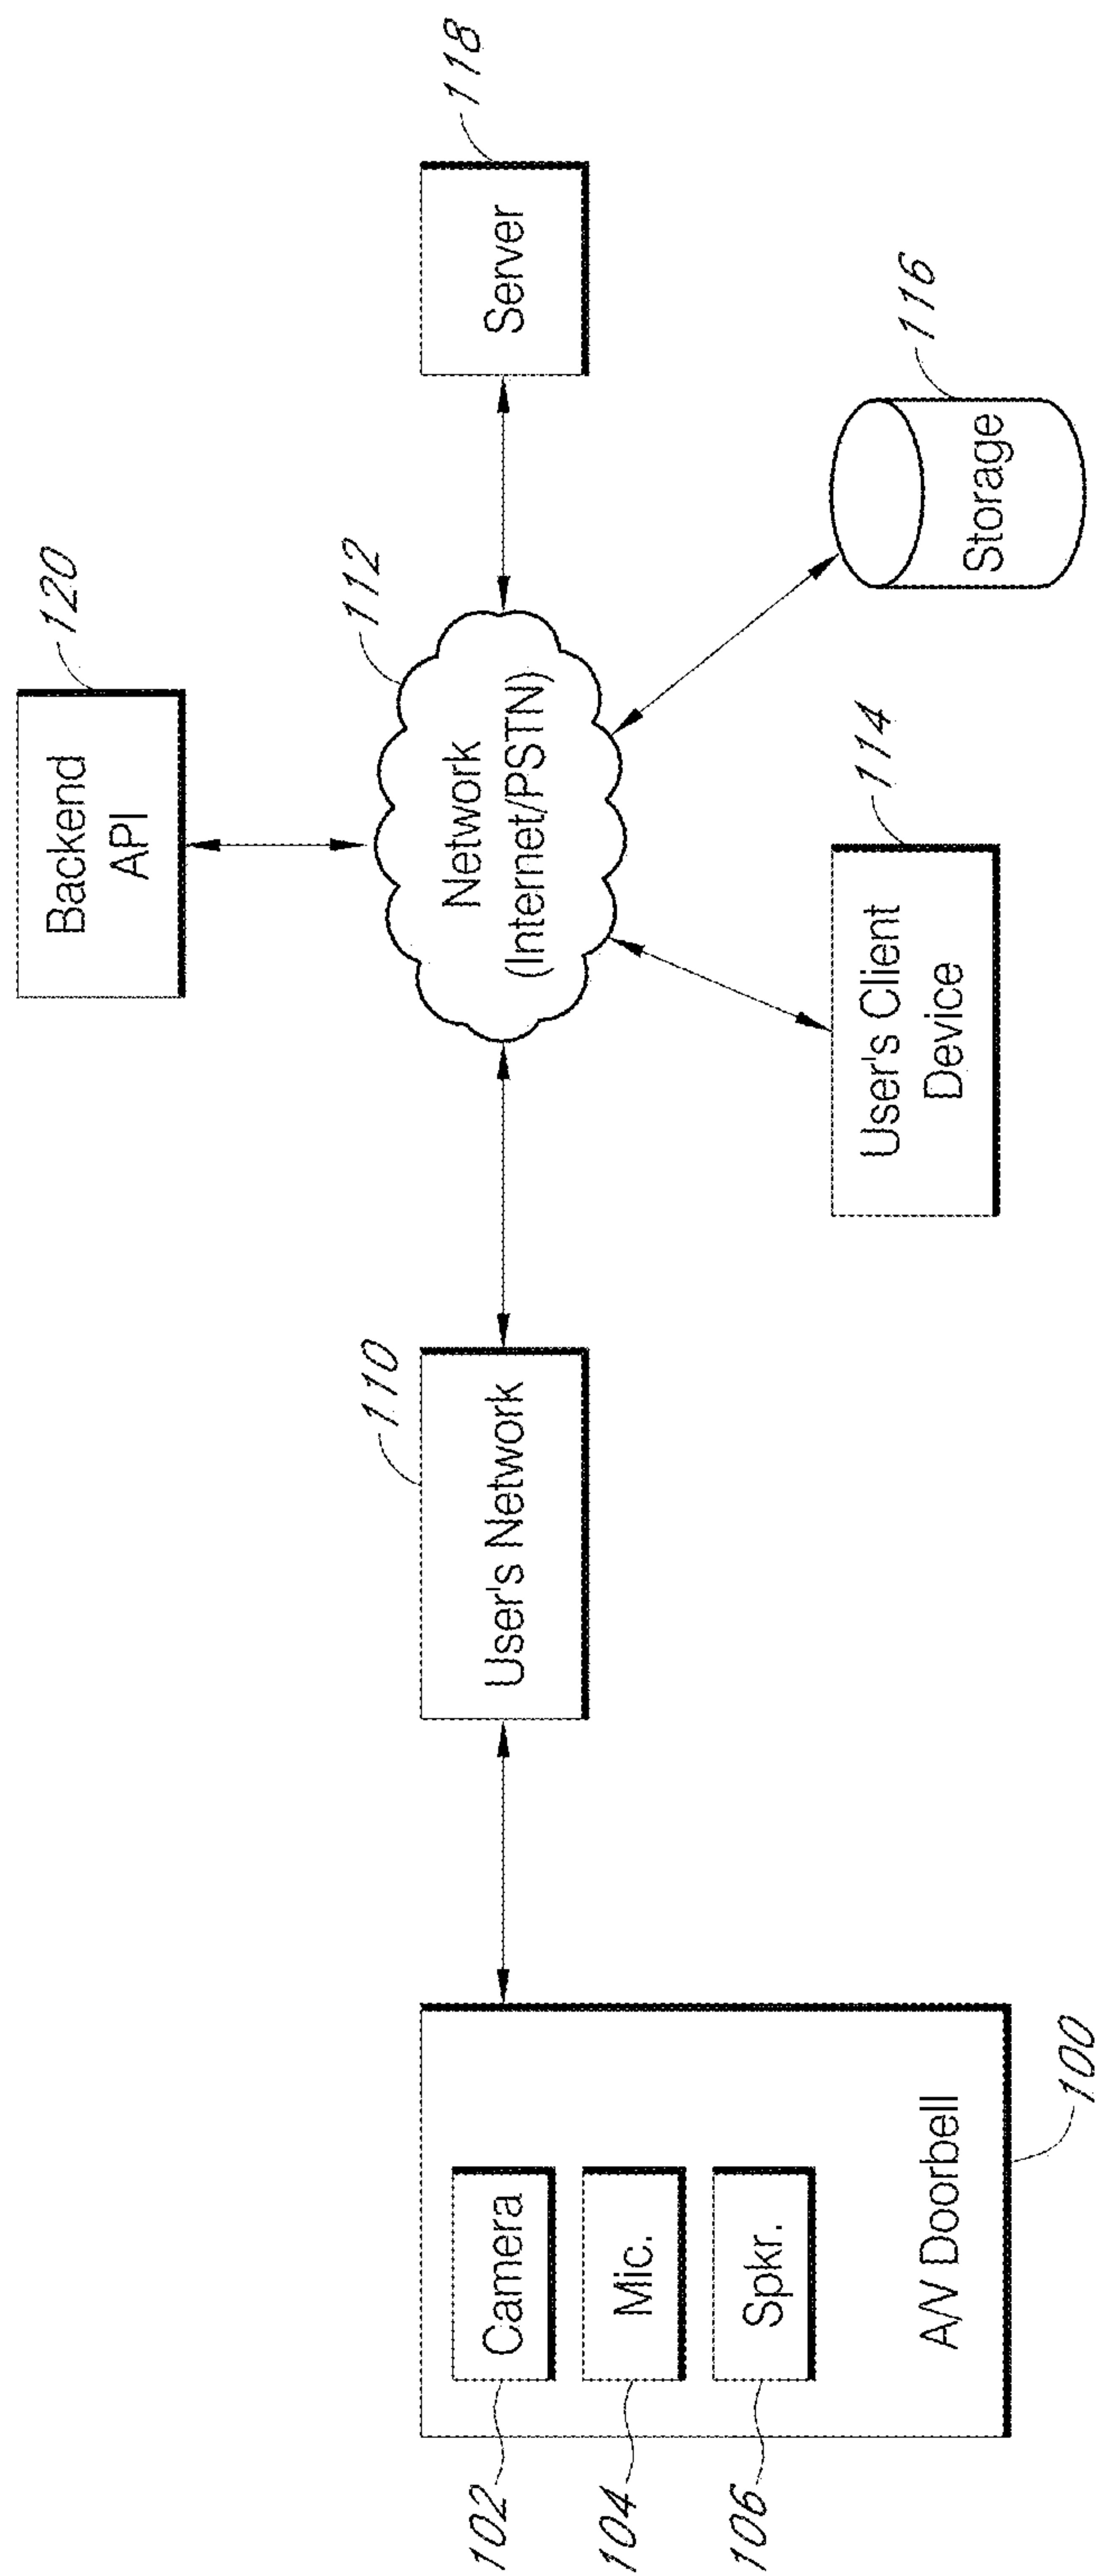 120
Backend
API
118
Server
112
Network
(Internet/PSTN)
110
User's Network
102
Camera
104
Mic.
106
Spkr.
A/V Doorbell
100
User's Client
Device
114
Storage
116